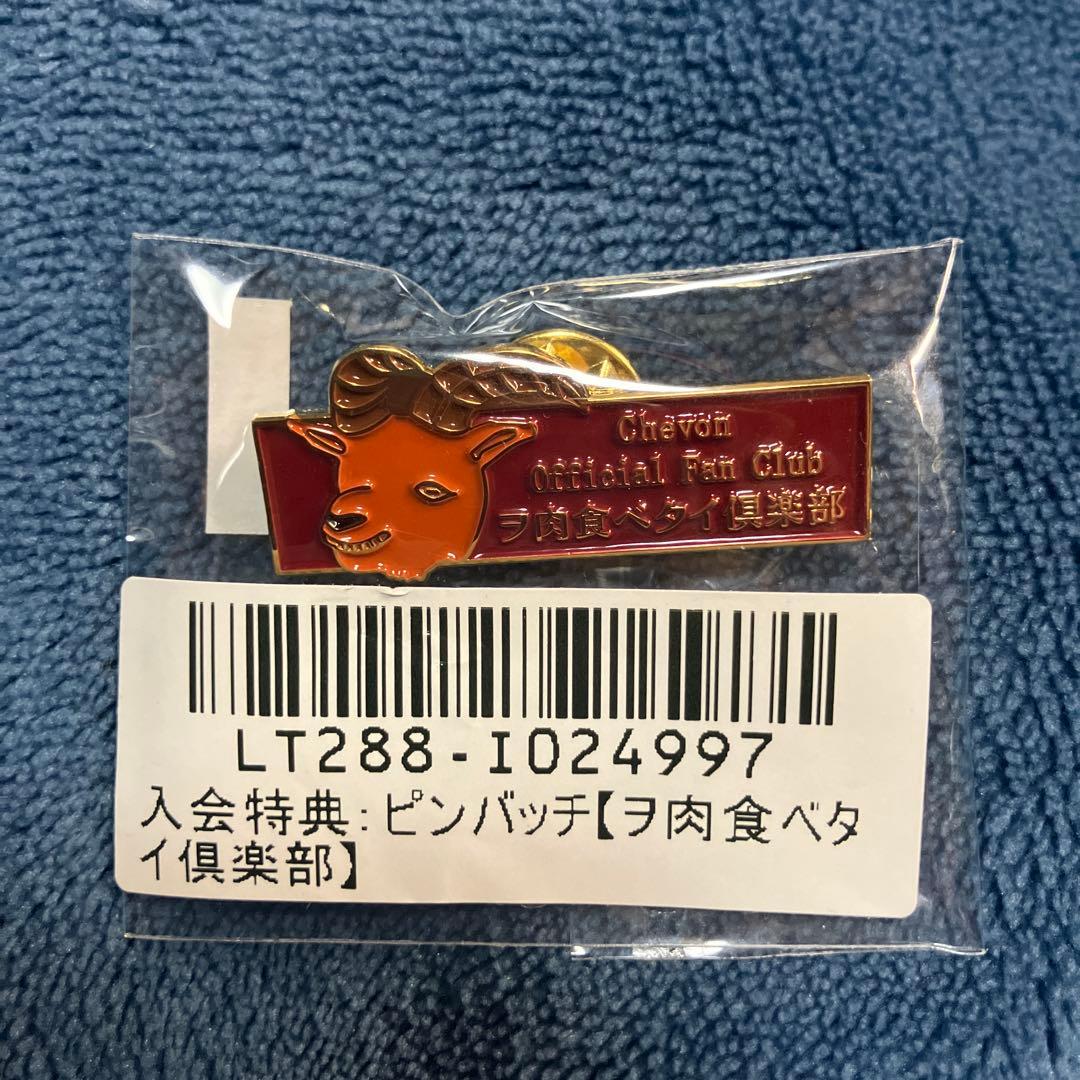 Chevon
Official Fan Club
ヲ肉食ベタイ倶楽部
LT288-I024997
入会特典:ピンバッチ【ヲ肉食ベタ
イ倶楽部】